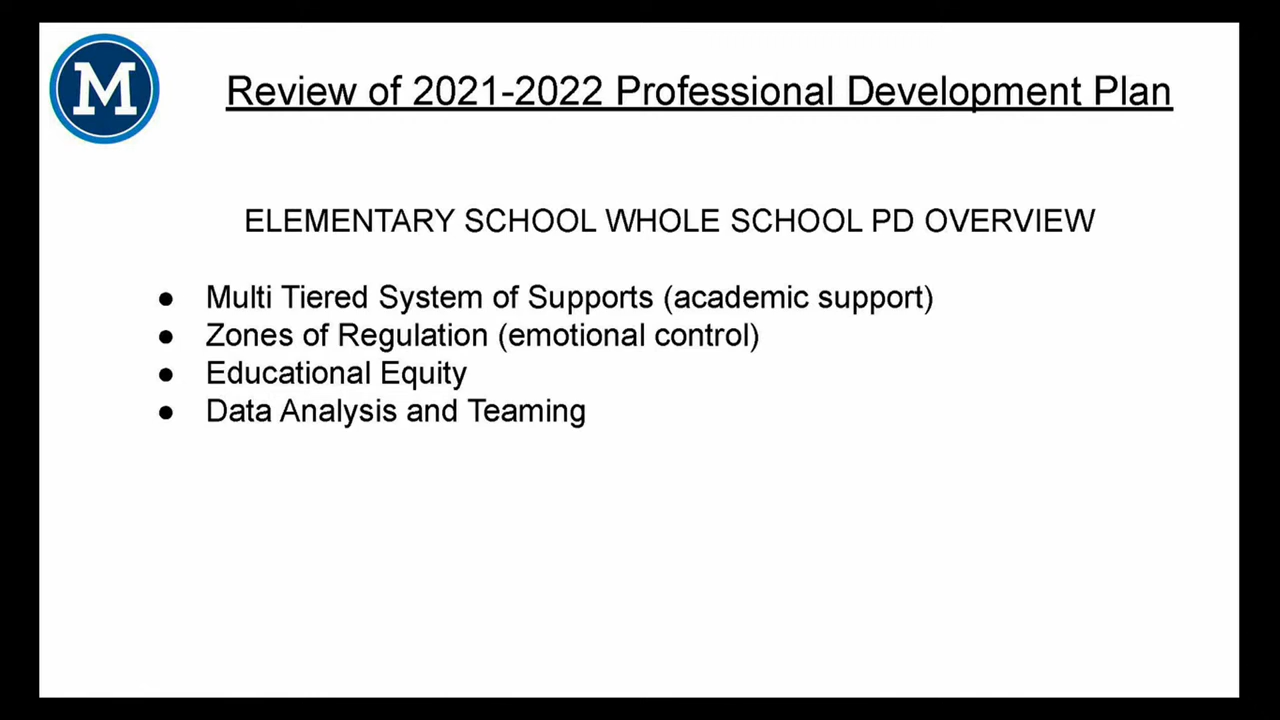 M
Review of 2021-2022 Professional Development Plan
ELEMENTARY SCHOOL WHOLE SCHOOL PD OVERVIEW
● Multi Tiered System of Supports (academic support)
● Zones of Regulation (emotional control)
● Educational Equity
● Data Analysis and Teaming